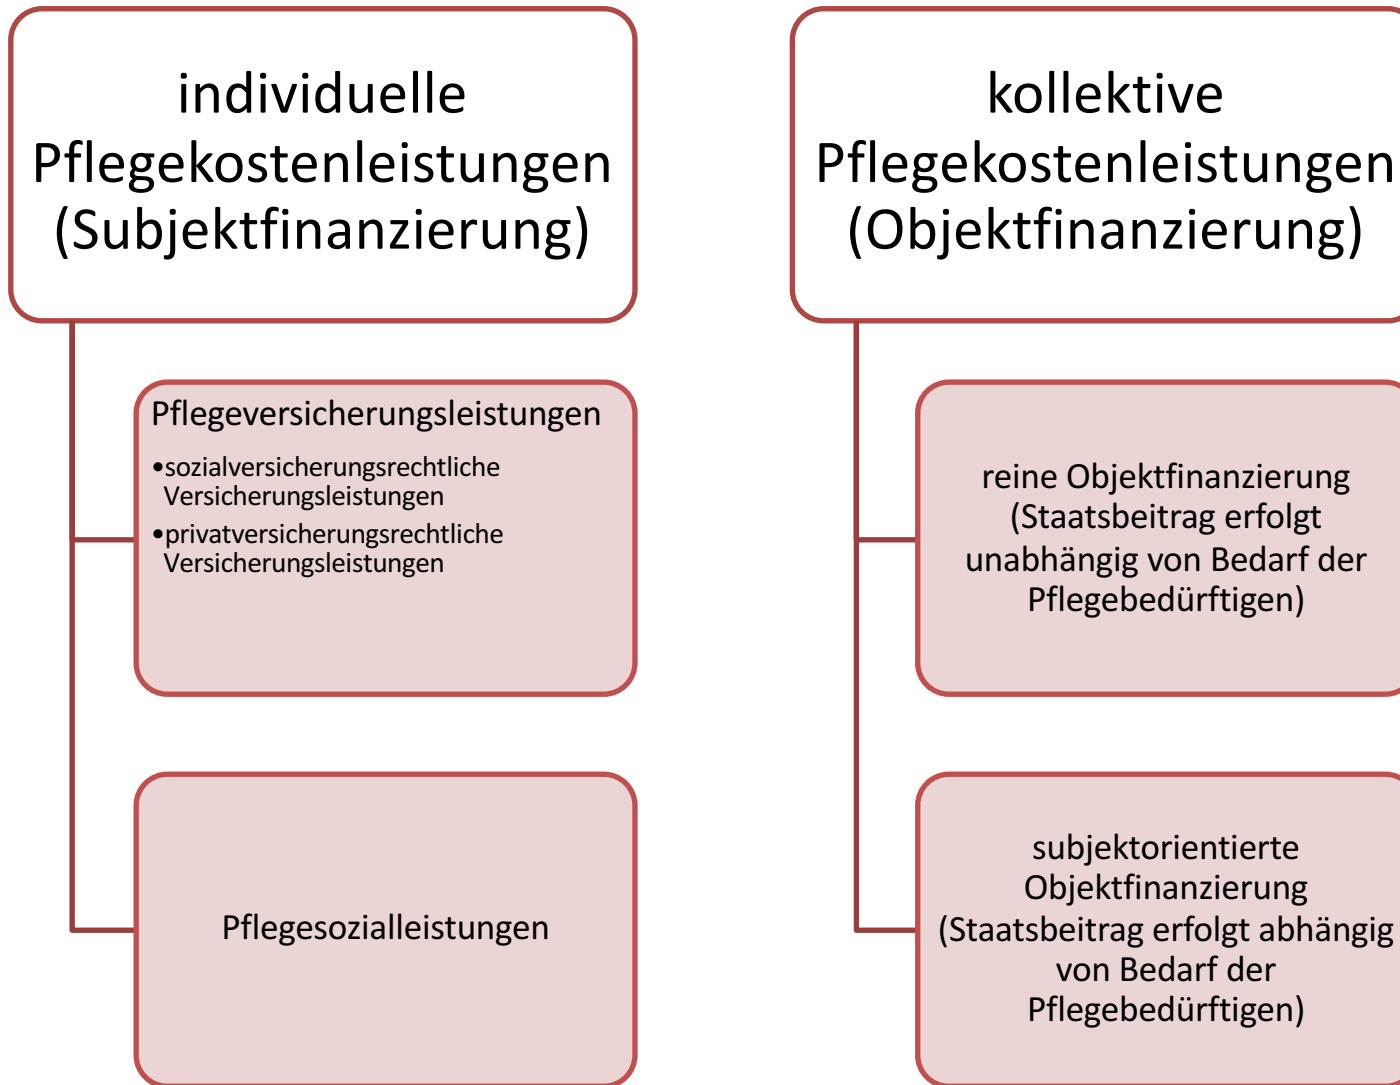 individuelle
Pflegekostenleistungen
(Subjektfinanzierung)
Pflegeversicherungsleistungen
•sozialversicherungsrechtliche
Versicherungsleistungen
•privatversicherungsrechtliche
Versicherungsleistungen
Pflegesozialleistungen
kollektive
Pflegekostenleistungen
(Objektfinanzierung)
reine Objektfinanzierung
(Staatsbeitrag erfolgt
unabhängig von Bedarf der
Pflegebedürftigen)
subjektorientierte
Objektfinanzierung
(Staatsbeitrag erfolgt abhängig
von Bedarf der
Pflegebedürftigen)